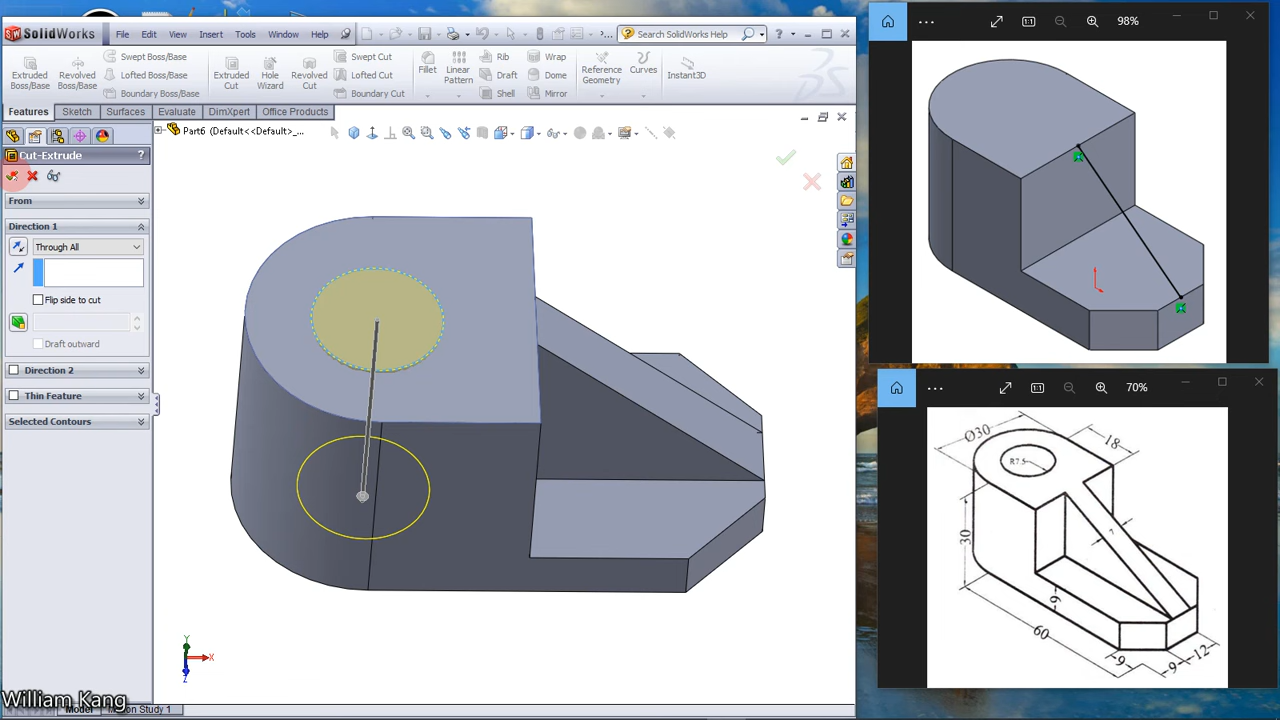 SolidWorks
File Edit View Insert Tools Window Help
Search SolidWorks Help
Extruded Boss/Base
Revolved Boss/Base
Swept Boss/Base
Lofted Boss/Base
Boundary Boss/Base
Extruded Cut
Hole Wizard
Revolved Cut
Swept Cut
Lofted Cut
Boundary Cut
Fillet
Linear Pattern
Rib
Draft
Shell
Wrap
Dome
Mirror
Reference Geometry
Curves
Instant3D
Features Sketch Surfaces Evaluate DimXpert Office Products
Part6 (Default<<Default>_...
Cut-Extrude ?
From
Direction 1
Through All
Flip side to cut
Draft outward
Direction 2
Thin Feature
Selected Contours
Y
X
Z
William Kang
Model
98%
70%
Ø30
18
R7.5
7
30
9
60
9
9
12